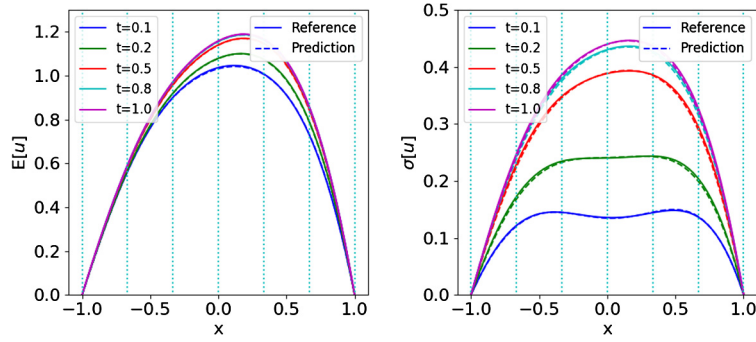 t=0.1
t=0.2
t=0.5
t=0.8
t=1.0
Reference
Prediction
E[u]
1.2
1.0
0.8
0.6
0.4
0.2
0.0
−1.0 −0.5 0.0 0.5 1.0
x
t=0.1
t=0.2
t=0.5
t=0.8
t=1.0
Reference
Prediction
σ[u]
0.5
0.4
0.3
0.2
0.1
0.0
−1.0 −0.5 0.0 0.5 1.0
x